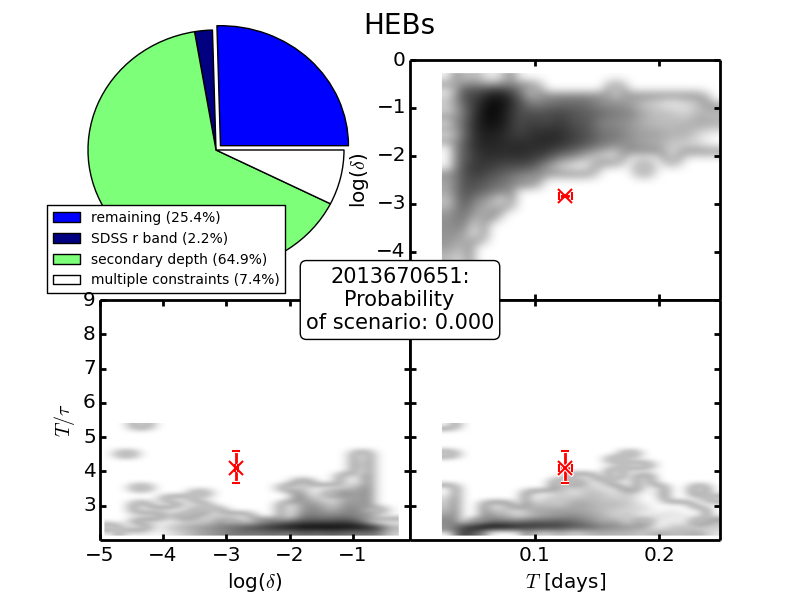 HEBs
remaining (25.4%)
SDSS r band (2.2%)
secondary depth (64.9%)
multiple constraints (7.4%)
0
−1
−2
−3
−4
log(δ)
2013670651:
Probability
of scenario: 0.000
9
8
7
6
5
4
3
T/τ
−5 −4 −3 −2 −1
log(δ)
0.1 0.2
T [days]